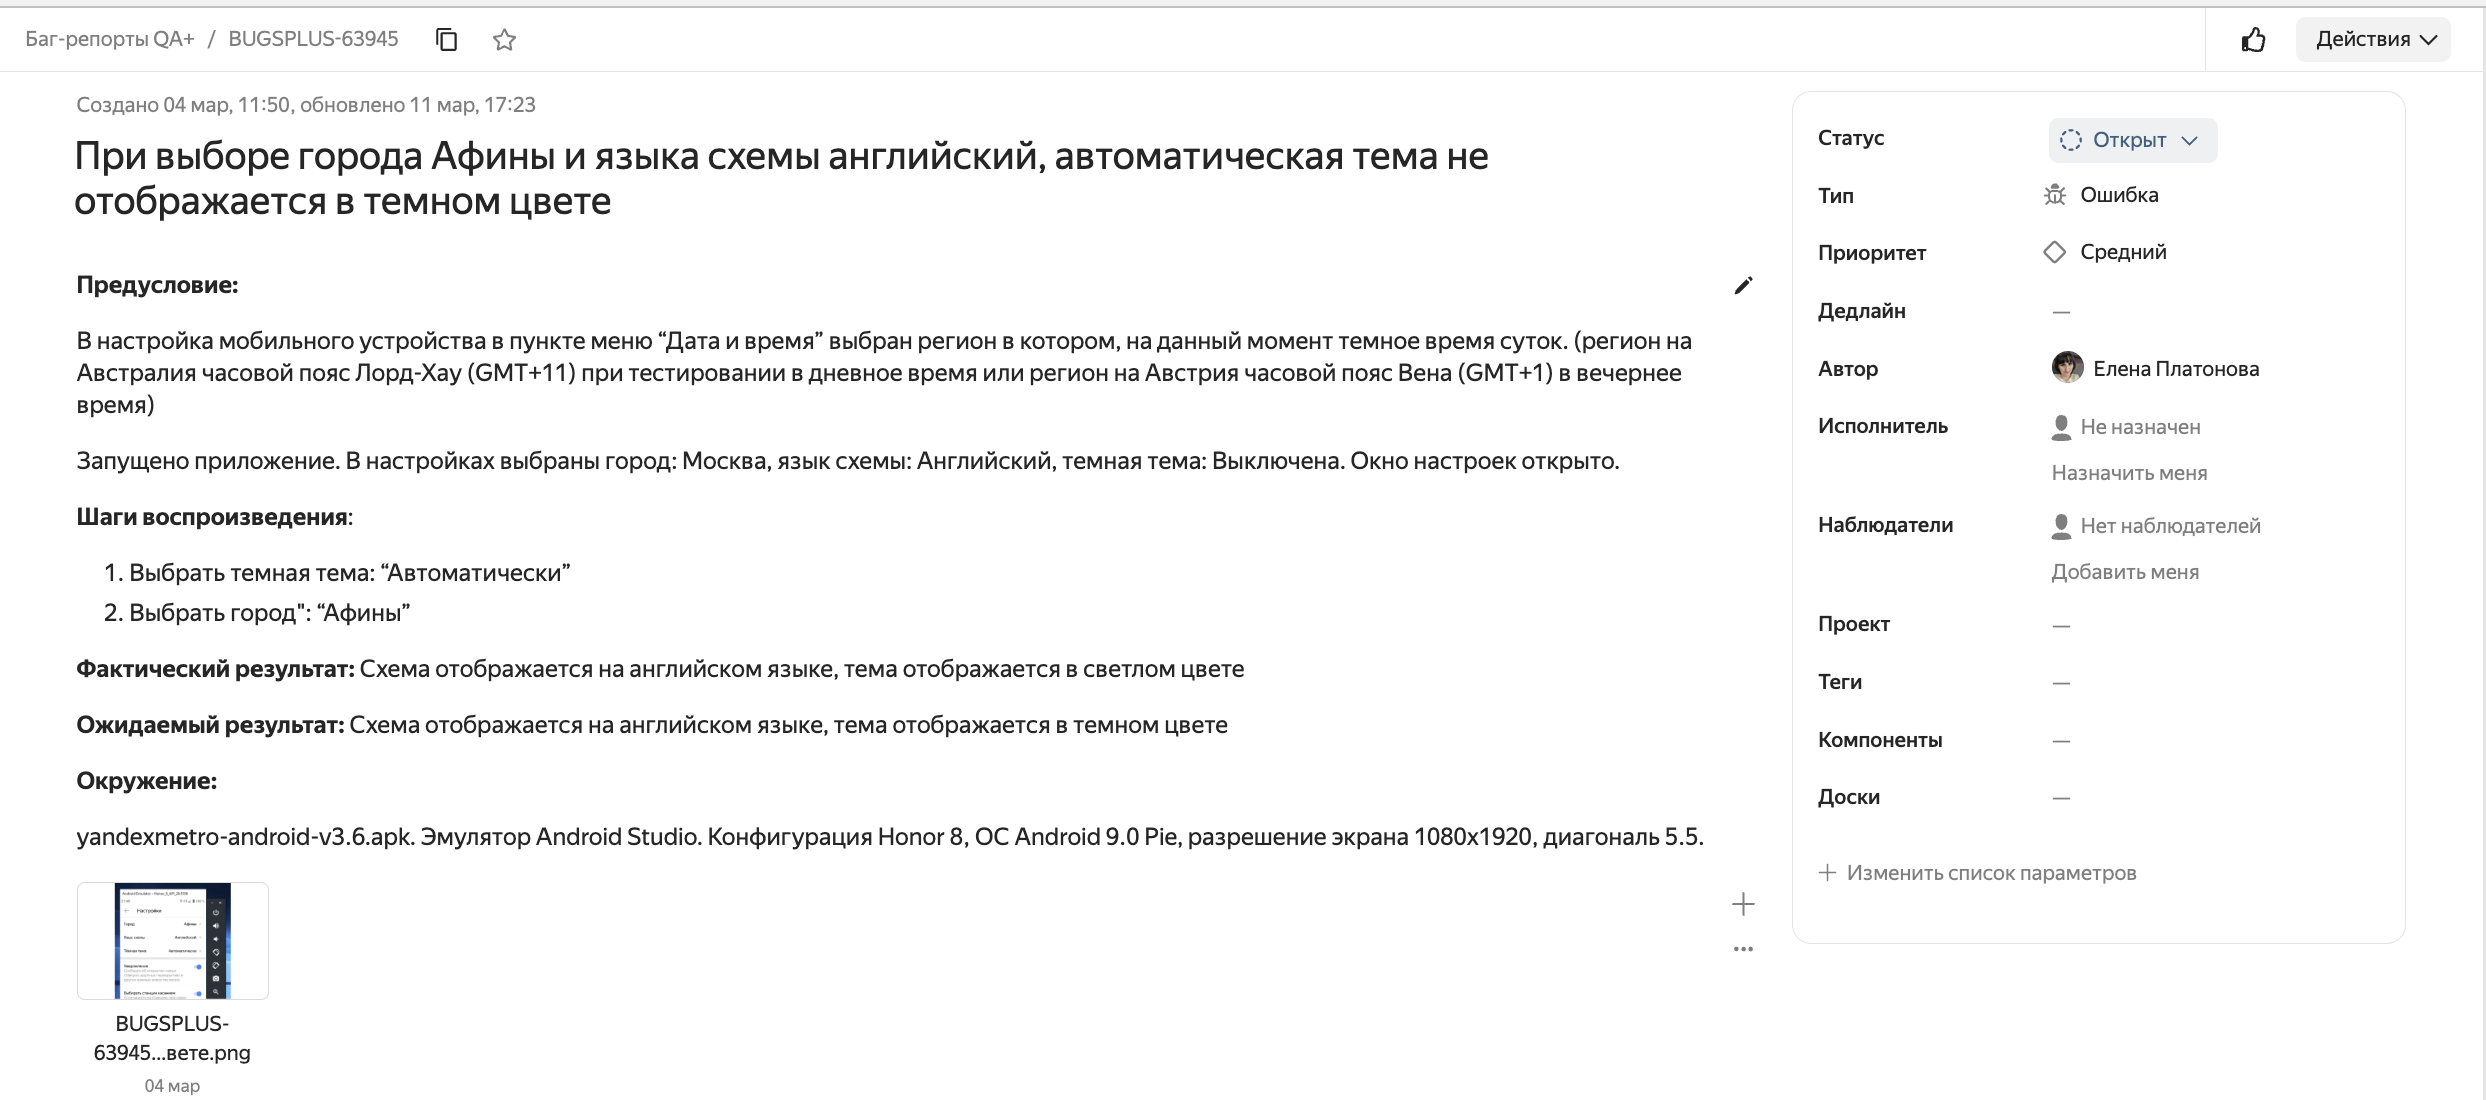 Баг-репорты QA+ / BUGSPLUS-63945
Действия
Создано 04 мар, 11:50, обновлено 11 мар, 17:23
При выборе города Афины и языка схемы английский, автоматическая тема не
отображается в темном цвете
Предусловие:
В настройка мобильного устройства в пункте меню “Дата и время” выбран регион в котором, на данный момент темное время суток. (регион на
Австралия часовой пояс Лорд-Хау (GMT+11) при тестировании в дневное время или регион на Австрия часовой пояс Вена (GMT+1) в вечернее
время)
Запущено приложение. В настройках выбраны город: Москва, язык схемы: Английский, темная тема: Выключена. Окно настроек открыто.
Шаги воспроизведения:
1. Выбрать темная тема: “Автоматически”
2. Выбрать город": “Афины”
Фактический результат: Схема отображается на английском языке, тема отображается в светлом цвете
Ожидаемый результат: Схема отображается на английском языке, тема отображается в темном цвете
Окружение:
yandexmetro-android-v3.6.apk. Эмулятор Android Studio. Конфигурация Honor 8, ОС Android 9.0 Pie, разрешение экрана 1080x1920, диагональ 5.5.
Настройки
BUGSPLUS-
63945...вете.png
04 мар
Статус Открыт
Тип Ошибка
Приоритет Средний
Дедлайн —
Автор Елена Платонова
Исполнитель Не назначен
Назначить меня
Наблюдатели Нет наблюдателей
Добавить меня
Проект —
Теги —
Компоненты —
Доски —
+ Изменить список параметров